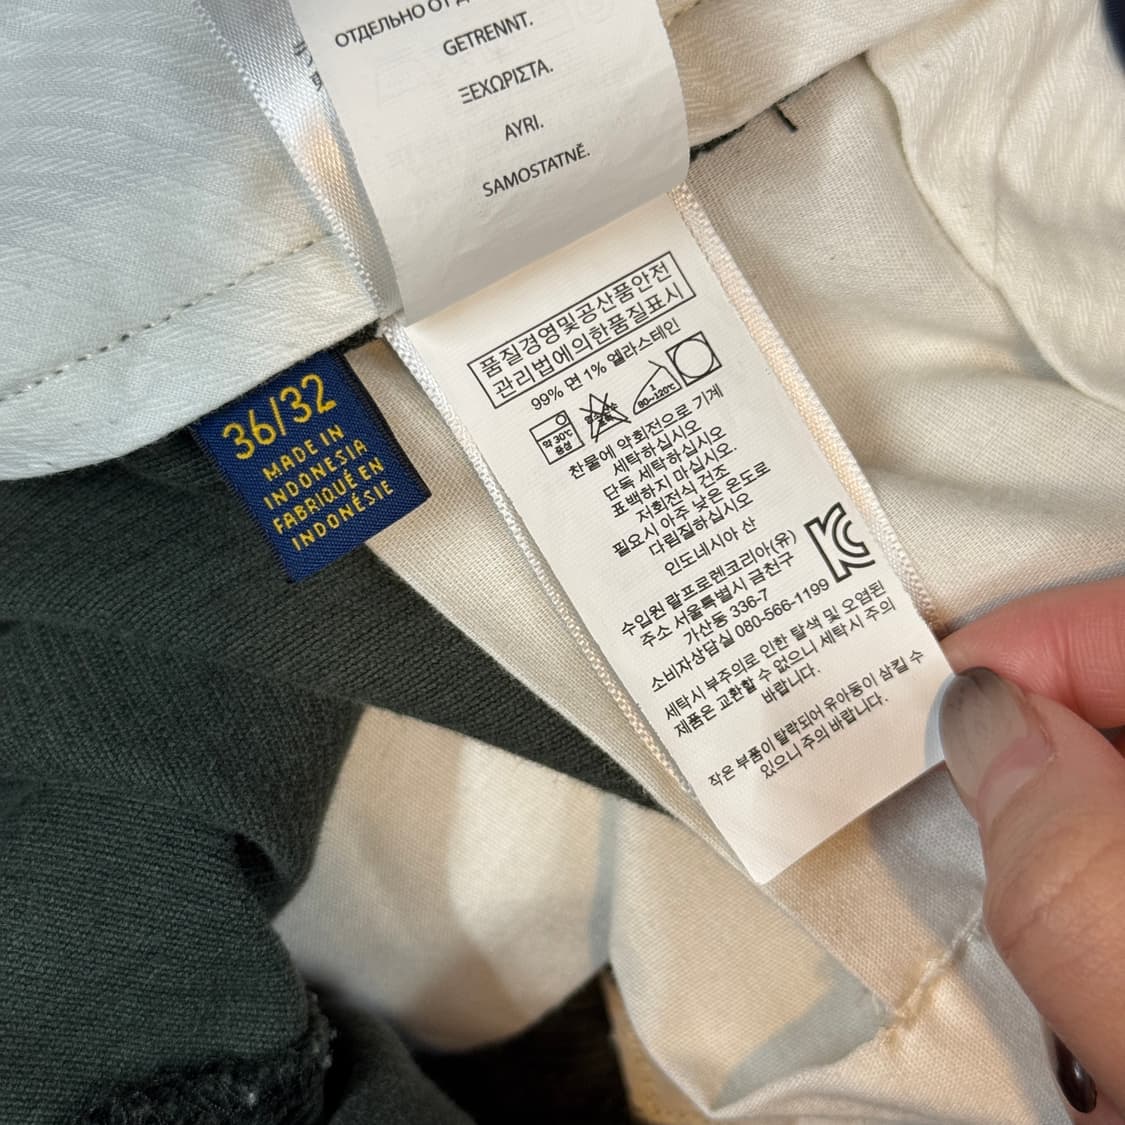 ОТДЕЛЬНО ОТ
GETRENNT.
ΞΕΧΩΡΙΣΤΑ.
AYRI.
SAMOSTATNĚ.
36/32
MADE IN
INDONESIA
FABRIQUÉ EN
INDONÉSIE
품질경영및공산품안전
관리법에의한품질표시
99% 면 1% 엘라스테인
약 30℃
중성
1
80~120℃
찬물에 약회전으로 기계
세탁하십시오
단독 세탁하십시오
표백하지 마십시오.
저회전식 건조
필요시 아주 낮은 온도로
다림질하십시오
인도네시아 산
수입원 랄프로렌코리아(유)
주소 서울특별시 금천구
가산동 336-7
소비자상담실 080-566-1199
세탁시 부주의로 인한 탈색 및 오염된
제품은 교환할 수 없으니 세탁시 주의
바랍니다.
작은 부품이 탈락되어 유아동이 삼킬 수
있으니 주의 바랍니다.